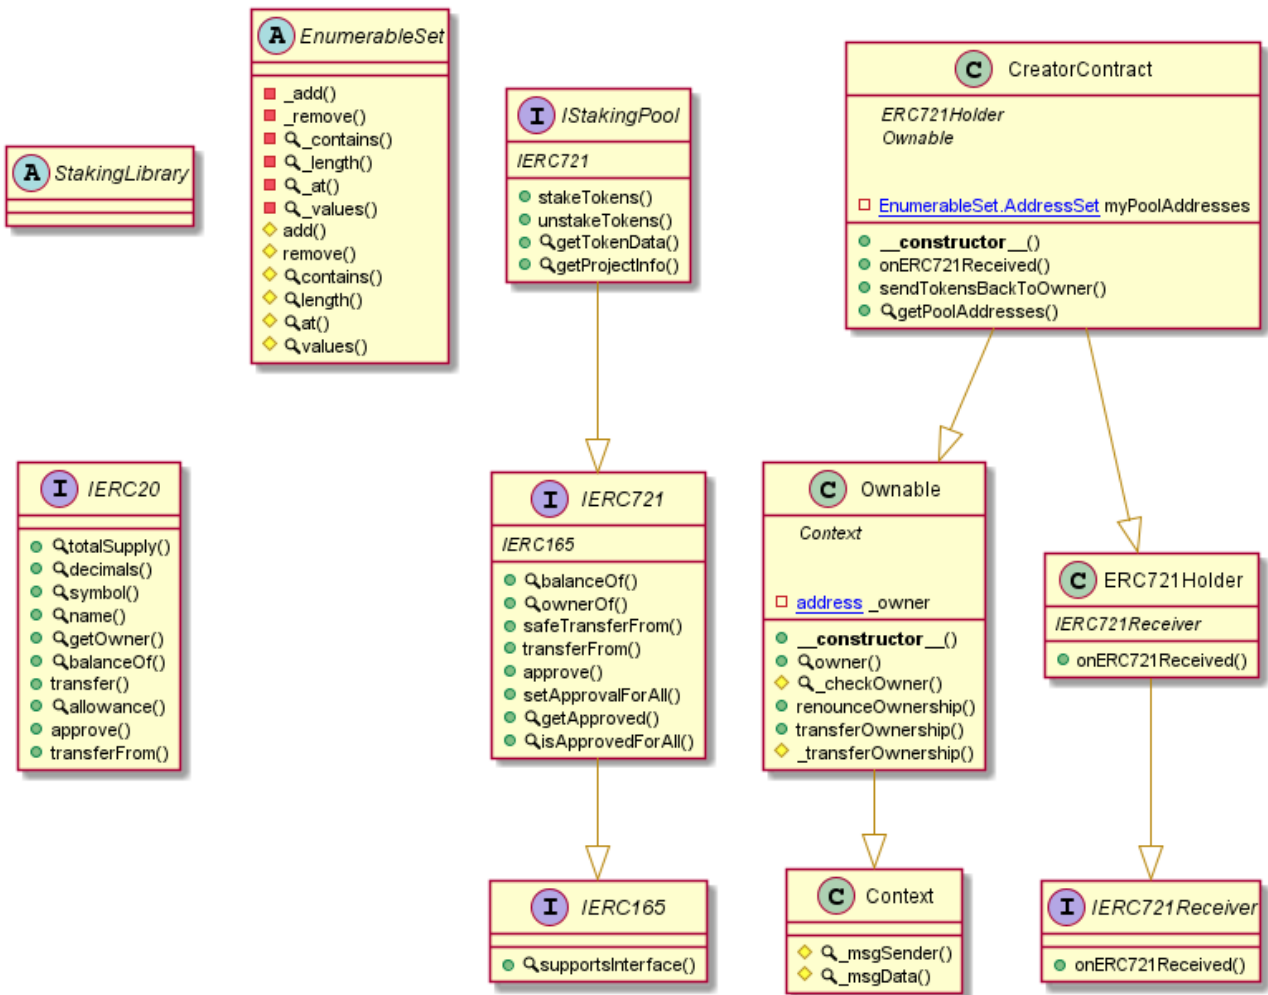 A StakingLibrary
A EnumerableSet
_add()
_remove()
_contains()
_length()
_at()
_values()
add()
remove()
contains()
length()
at()
values()
I IStakingPool
IERC721
stakeTokens()
unstakeTokens()
getTokenData()
getProjectInfo()
C CreatorContract
ERC721Holder
Ownable
EnumerableSet.AddressSet myPoolAddresses
__constructor__()
onERC721Received()
sendTokensBackToOwner()
getPoolAddresses()
I IERC20
totalSupply()
decimals()
symbol()
name()
getOwner()
balanceOf()
transfer()
allowance()
approve()
transferFrom()
I IERC721
IERC165
balanceOf()
ownerOf()
safeTransferFrom()
transferFrom()
approve()
setApprovalForAll()
getApproved()
isApprovedForAll()
C Ownable
Context
address _owner
__constructor__()
owner()
_checkOwner()
renounceOwnership()
transferOwnership()
_transferOwnership()
C ERC721Holder
IERC721Receiver
onERC721Received()
I IERC165
supportsInterface()
C Context
_msgSender()
_msgData()
I IERC721Receiver
onERC721Received()